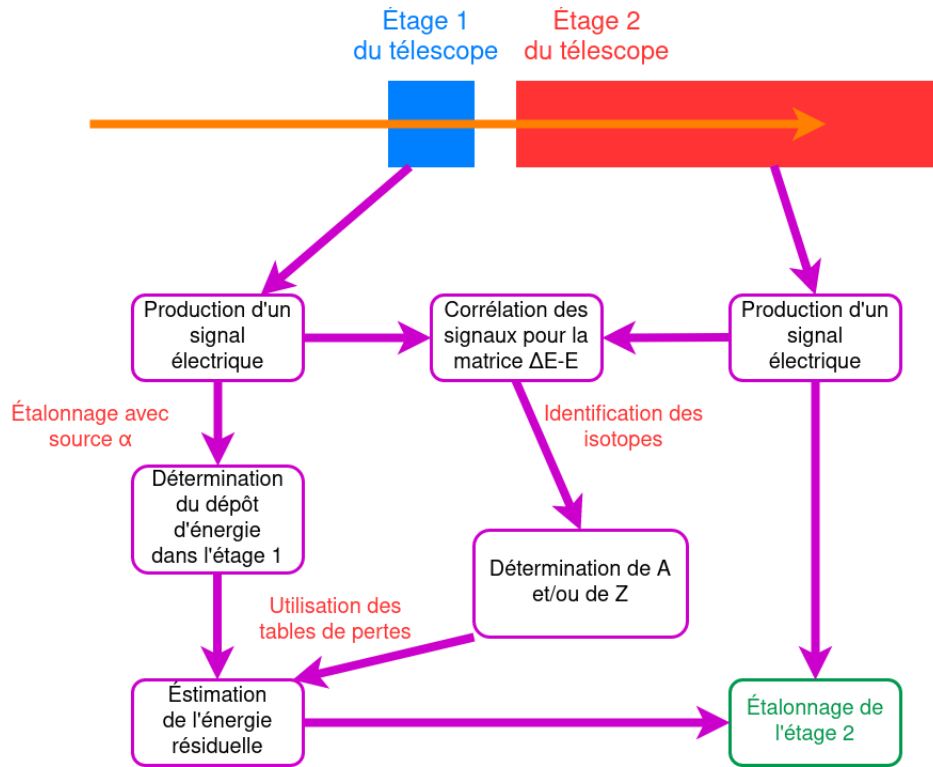 Étage 1
du télescope
Étage 2
du télescope
Production d'un
signal
électrique
Corrélation des
signaux pour la
matrice ΔE-E
Production d'un
signal
électrique
Étalonnage avec
source α
Identification des
isotopes
Détermination
du dépôt
d'énergie
dans l'étage 1
Détermination de A
et/ou de Z
Utilisation des
tables de pertes
Éstimation
de l'énergie
résiduelle
Étalonnage de
l'étage 2